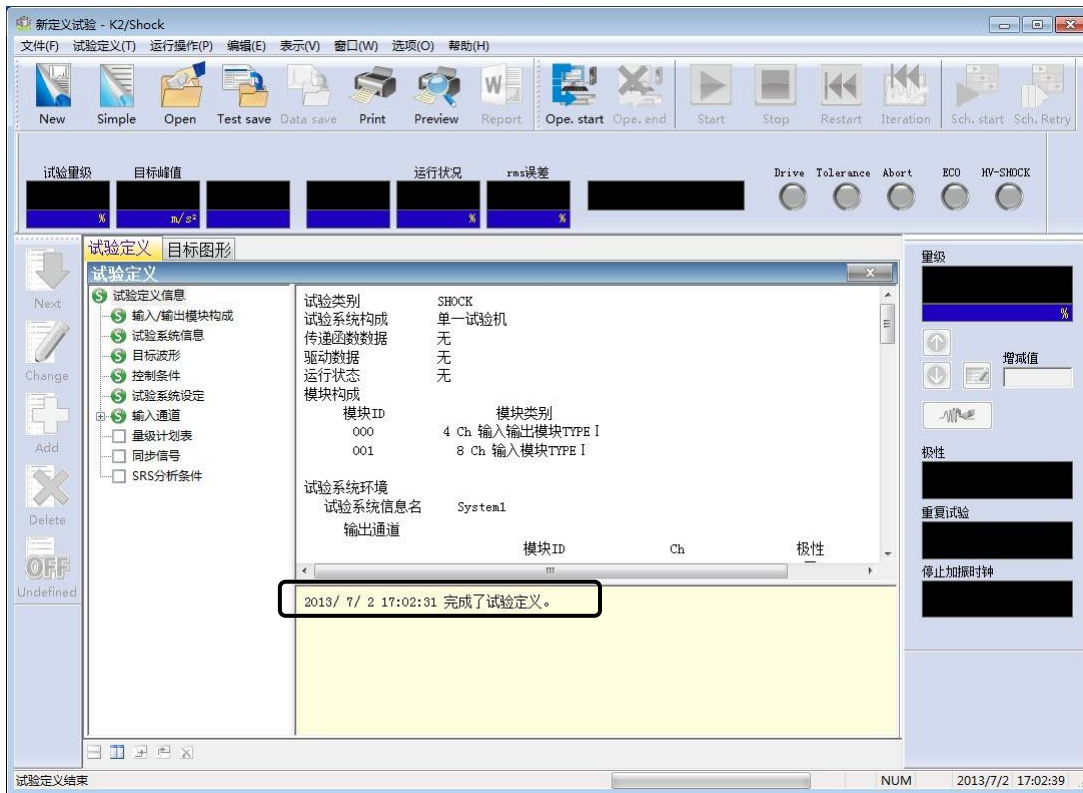 新定义试验 - K2/Shock
文件(F) 试验定义(T) 运行操作(P) 编辑(E) 表示(V) 窗口(W) 选项(O) 帮助(H)
New Simple Open Test save Data save Print Preview Report Ope. start Ope. end Start Stop Restart Iteration Sch. start Sch. Retry
试验量级 目标峰值 运行状况 rms误差 Drive Tolerance Abort ECO HV-SHOCK
% m/s² % %
试验定义 目标图形
试验定义
Next
Change
Add
Delete
OFF
Undefined
试验定义信息
输入/输出模块构成
试验系统信息
目标波形
控制条件
试验系统设定
输入通道
量级计划表
同步信号
SRS分析条件
试验类别 SHOCK
试验系统构成 单一试验机
传递函数数据 无
驱动数据 无
运行状态 无
模块构成
模块ID 模块类别
000 4 Ch 输入输出模块TYPEⅠ
001 8 Ch 输入模块TYPEⅠ
试验系统环境
试验系统信息名 System1
输出通道
模块ID Ch 极性
2013/ 7/ 2 17:02:31 完成了试验定义。
量级
%
增减值
极性
重复试验
停止加振时钟
试验定义结束 NUM 2013/7/2 17:02:39